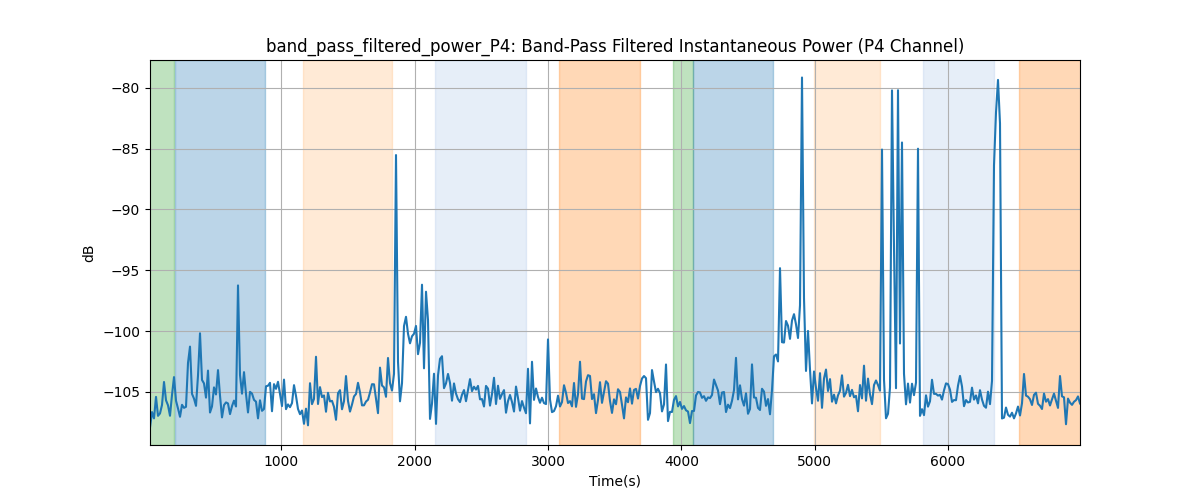 band_pass_filtered_power_P4: Band-Pass Filtered Instantaneous Power (P4 Channel)
−80
−85
−90
−95
−100
−105
dB
1000 2000 3000 4000 5000 6000
Time(s)